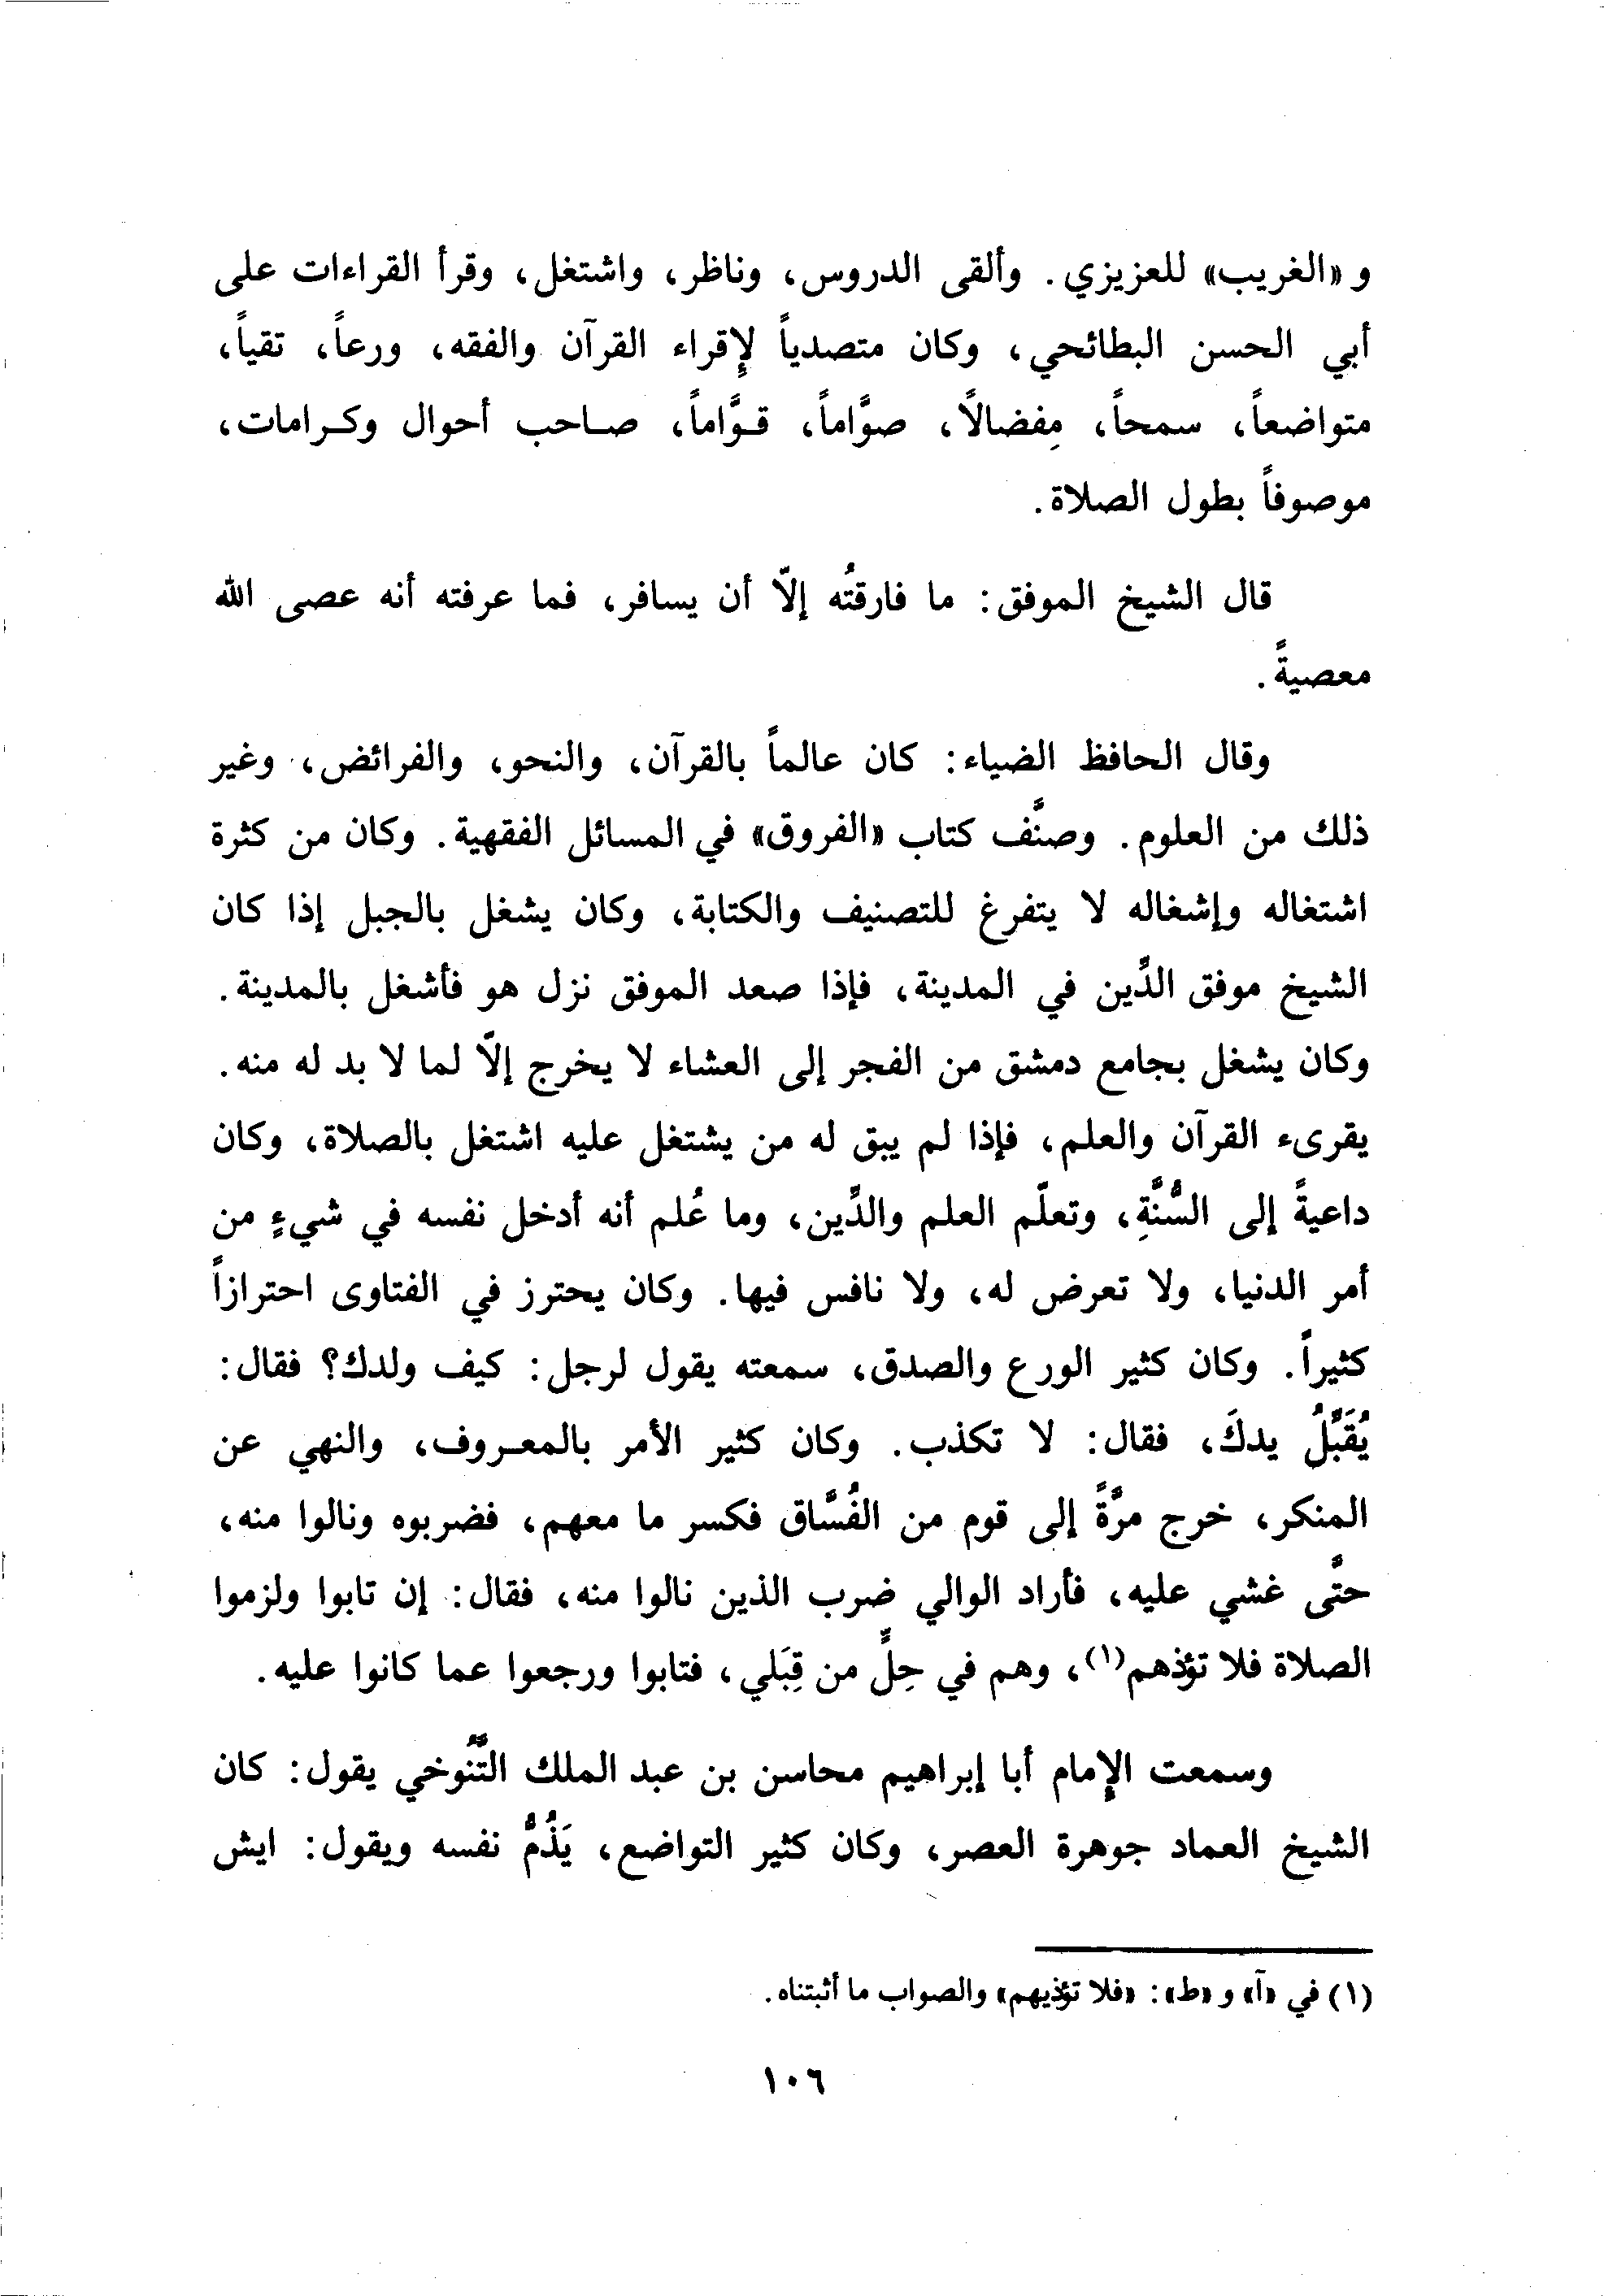 و «الغريب» للعزيزي. وألقى الدروس، وناظر، واشتغل، وقرأ القراءات على
أبي الحسن البطائحي، وكان متصدياً لإِقراء القرآن والفقه، ورعاً، تقياً،
متواضعاً، سمحاً، مِفضالاً، صوَّاماً، قوَّاماً، صاحب أحوال وكرامات،
موصوفاً بطول الصلاة.
قال الشيخ الموفق: ما فارقتُه إلّا أن يسافر، فما عرفته أنه عصى الله
معصيةً.
وقال الحافظ الضياء: كان عالماً بالقرآن، والنحو، والفرائض، وغير
ذلك من العلوم. وصنَّف كتاب «الفروق» في المسائل الفقهية. وكان من كثرة
اشتغاله وإشغاله لا يتفرغ للتصنيف والكتابة، وكان يشغل بالجبل إذا كان
الشيخ موفق الدِّين في المدينة، فإذا صعد الموفق نزل هو فأشغل بالمدينة.
وكان يشغل بجامع دمشق من الفجر إلى العشاء لا يخرج إلّا لما لا بد له منه.
يقرىء القرآن والعلم، فإذا لم يبق له من يشتغل عليه اشتغل بالصلاة، وكان
داعيةً إلى السُّنَّةِ، وتعلّم العلم والدِّين، وما عُلم أنه أدخل نفسه في شيءٍ من
أمر الدنيا، ولا تعرض له، ولا نافس فيها. وكان يحترز في الفتاوى احترازاً
كثيراً. وكان كثير الورع والصدق، سمعته يقول لرجل: كيف ولدك؟ فقال:
يُقَبِّلُ يدكَ، فقال: لا تكذب. وكان كثير الأمر بالمعروف، والنهي عن
المنكر، خرج مرَّةً إلى قوم من الفُسَّاق فكسر ما معهم، فضربوه ونالوا منه،
حتَّى غشي عليه، فأراد الوالي ضرب الذين نالوا منه، فقال: إن تابوا ولزموا
الصلاة فلا تؤذهم(١)، وهم في حِلٍّ من قِبَلي، فتابوا ورجعوا عما كانوا عليه.
وسمعت الإِمام أبا إبراهيم محاسن بن عبد الملك التَّنُوخي يقول: كان
الشيخ العماد جوهرة العصر، وكان كثير التواضع، يَذُمُّ نفسه ويقول: ايش
(١) في «آ» و «ط»: «فلا تؤذيهم» والصواب ما أثبتناه.
١٠٦